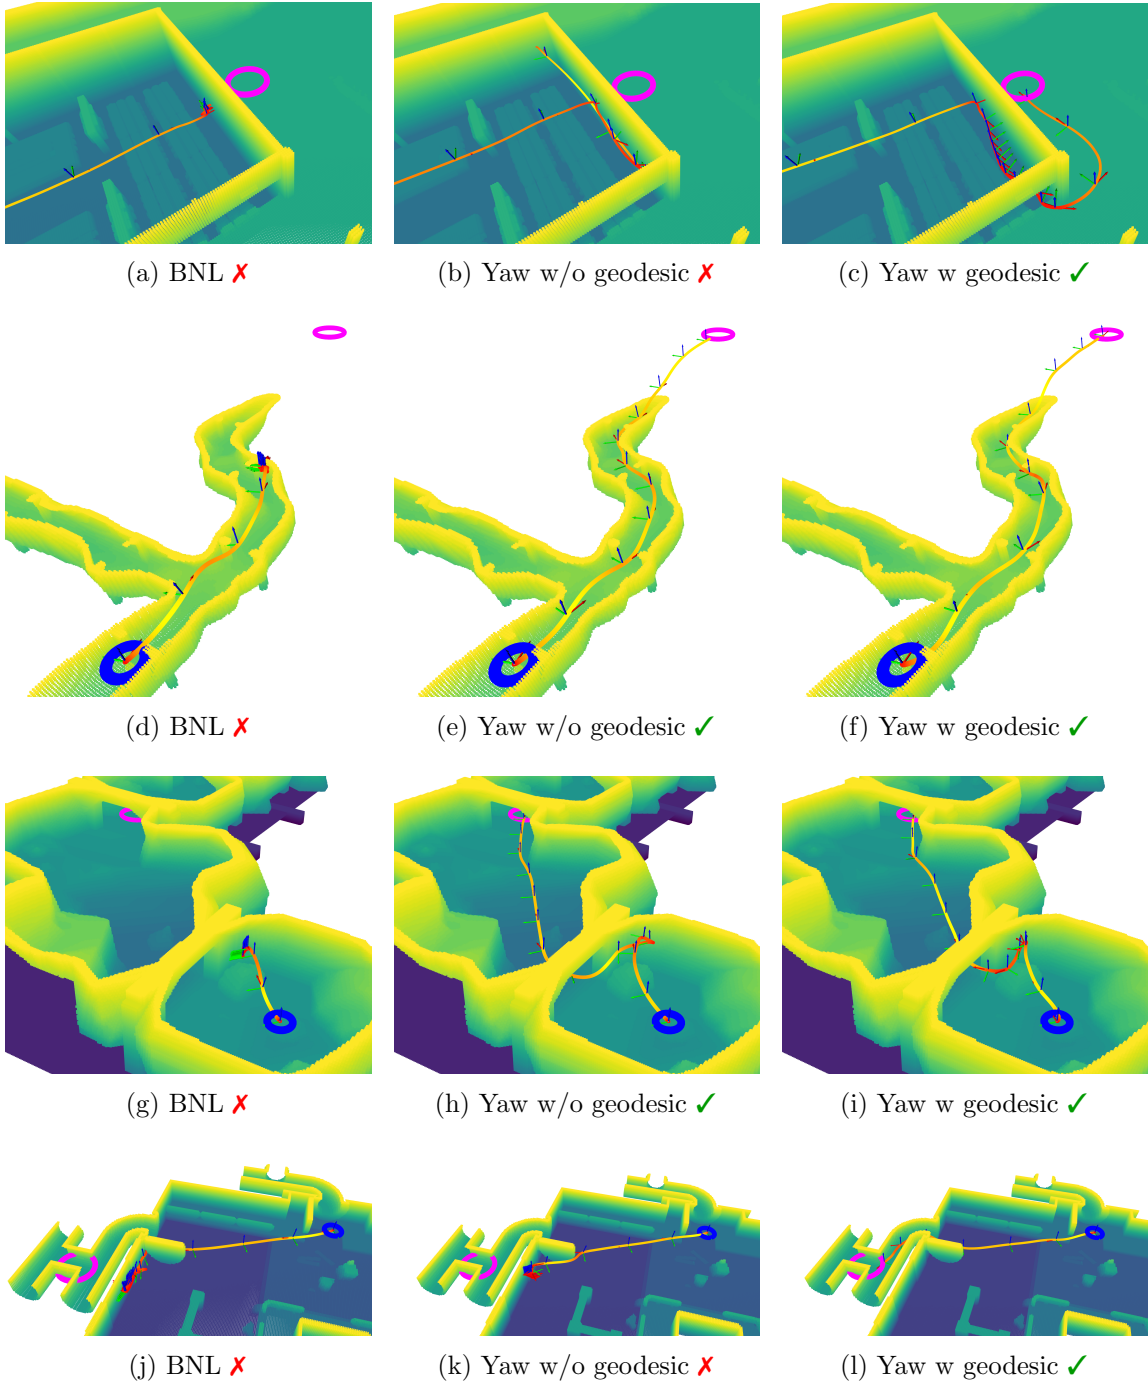 (a) BNL ✗
(b) Yaw w/o geodesic ✗
(c) Yaw w geodesic ✓
(d) BNL ✗
(e) Yaw w/o geodesic ✓
(f) Yaw w geodesic ✓
(g) BNL ✗
(h) Yaw w/o geodesic ✓
(i) Yaw w geodesic ✓
(j) BNL ✗
(k) Yaw w/o geodesic ✗
(l) Yaw w geodesic ✓